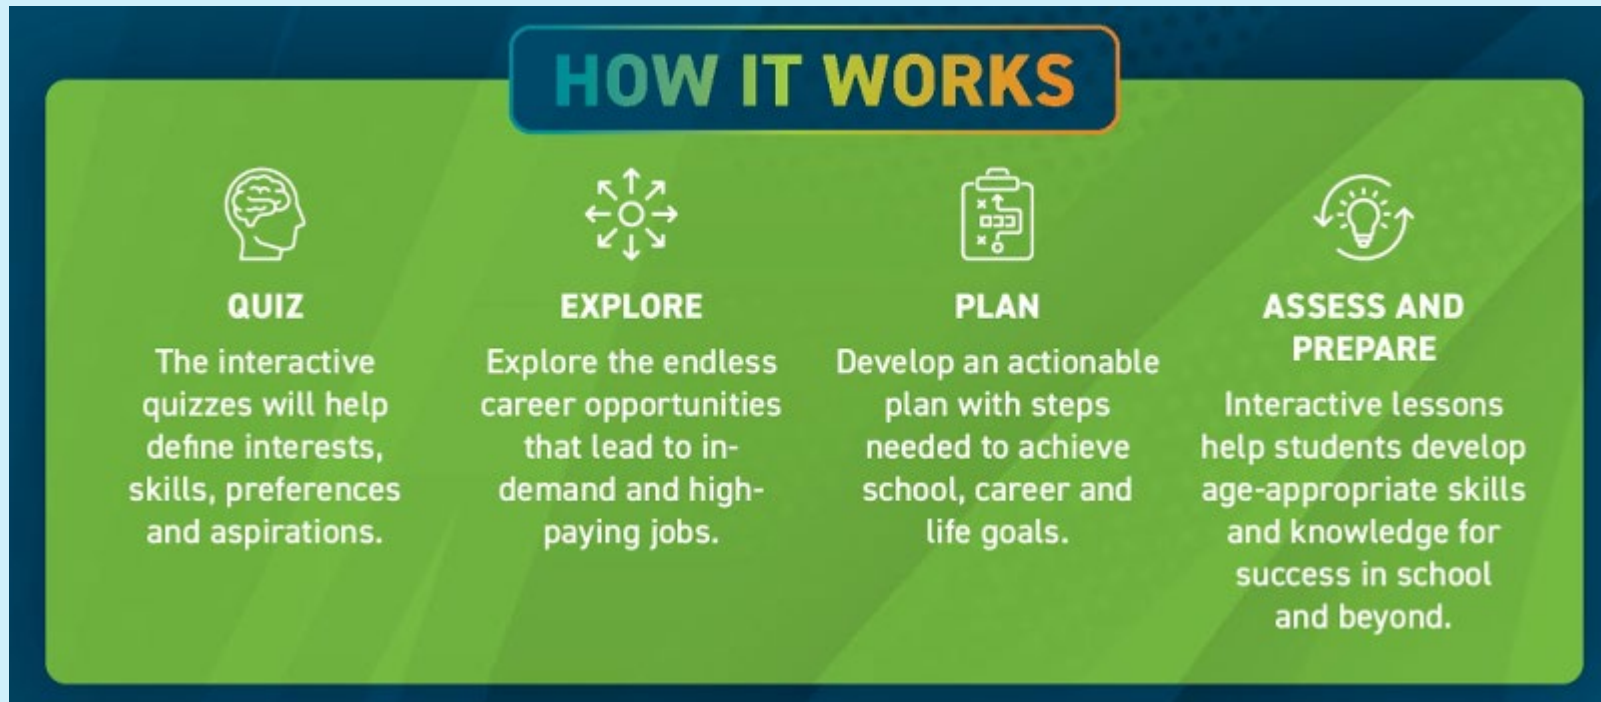 HOW IT WORKS
QUIZ
The interactive
quizzes will help
define interests,
skills, preferences
and aspirations.
EXPLORE
Explore the endless
career opportunities
that lead to in-
demand and high-
paying jobs.
PLAN
Develop an actionable
plan with steps
needed to achieve
school, career and
life goals.
ASSESS AND
PREPARE
Interactive lessons
help students develop
age-appropriate skills
and knowledge for
success in school
and beyond.